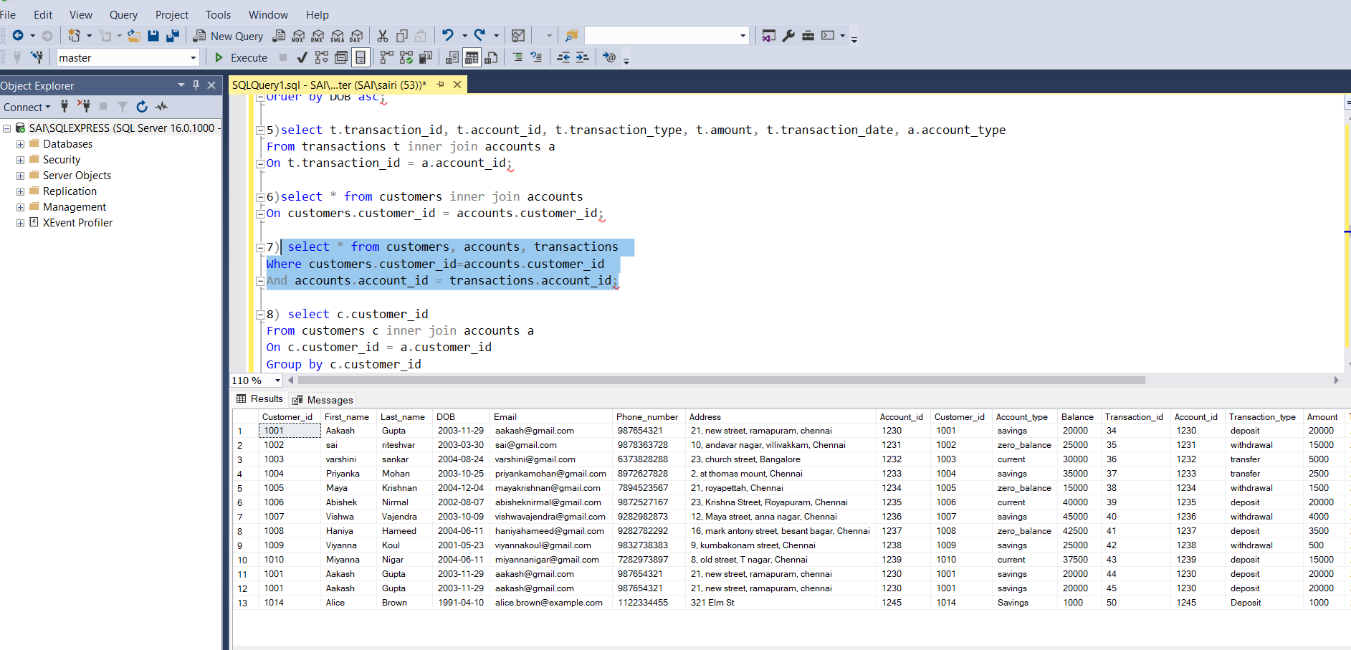 File Edit View Query Project Tools Window Help
New Query MDX DMX XMLA DAX
master Execute
Object Explorer
Connect
SAI\SQLEXPRESS (SQL Server 16.0.1000 -
Databases
Security
Server Objects
Replication
Management
XEvent Profiler
SQLQuery1.sql - SAI\...ter (SAI\sairi (53))*
Order by DOB asc;
5)select t.transaction_id, t.account_id, t.transaction_type, t.amount, t.transaction_date, a.account_type
From transactions t inner join accounts a
On t.transaction_id = a.account_id;
6)select * from customers inner join accounts
On customers.customer_id = accounts.customer_id;
7) select * from customers, accounts, transactions
Where customers.customer_id=accounts.customer_id
And accounts.account_id = transactions.account_id;
8) select c.customer_id
From customers c inner join accounts a
On c.customer_id = a.customer_id
Group by c.customer_id
110 %
Results Messages
Customer_id First_name Last_name DOB Email Phone_number Address Account_id Customer_id Account_type Balance Transaction_id Account_id Transaction_type Amount
1 1001 Aakash Gupta 2003-11-29 aakash@gmail.com 987654321 21, new street, ramapuram, chennai 1230 1001 savings 20000 34 1230 deposit 20000
2 1002 sai riteshvar 2003-03-30 sai@gmail.com 9878363728 10, andavar nagar, villivakkam, Chennai 1231 1002 zero_balance 25000 35 1231 withdrawal 15000
3 1003 varshini sankar 2004-08-24 varshini@gmail.com 6373828288 23, church street, Bangalore 1232 1003 current 30000 36 1232 transfer 5000
4 1004 Priyanka Mohan 2003-10-25 priyankamohan@gmail.com 8972627828 2, st thomas mount, Chennai 1233 1004 savings 35000 37 1233 transfer 2500
5 1005 Maya Krishnan 2004-12-04 mayakrishnan@gmail.com 7894523567 21, royapettah, Chennai 1234 1005 zero_balance 15000 38 1234 withdrawal 1500
6 1006 Abishek Nirmal 2002-08-07 abisheknirmal@gmail.com 9872527167 23, Krishna Street, Royapuram, Chennai 1235 1006 current 40000 39 1235 deposit 20000
7 1007 Vishwa Vajendra 2003-10-09 vishwavajendra@gmail.com 9282982873 12, Maya street, anna nagar, Chennai 1236 1007 savings 45000 40 1236 withdrawal 4000
8 1008 Haniya Hameed 2004-06-11 haniyahameed@gmail.com 9282782292 16, mark antony street, besant bagar, Chennai 1237 1008 zero_balance 42500 41 1237 deposit 3500
9 1009 Viyanna Koul 2001-05-23 viyannakoul@gmail.com 9832738383 9, kumbakonam street, Chennai 1238 1009 savings 25000 42 1238 withdrawal 500
10 1010 Miyanna Nigar 2004-06-11 miyannanigar@gmail.com 7282973897 8, old street, T nagar, Chennai 1239 1010 current 37500 43 1239 deposit 15000
11 1001 Aakash Gupta 2003-11-29 aakash@gmail.com 987654321 21, new street, ramapuram, chennai 1230 1001 savings 20000 44 1230 deposit 20000
12 1001 Aakash Gupta 2003-11-29 aakash@gmail.com 987654321 21, new street, ramapuram, chennai 1230 1001 savings 20000 45 1230 deposit 20000
13 1014 Alice Brown 1991-04-10 alice.brown@example.com 1122334455 321 Elm St 1245 1014 Savings 1000 50 1245 Deposit 1000